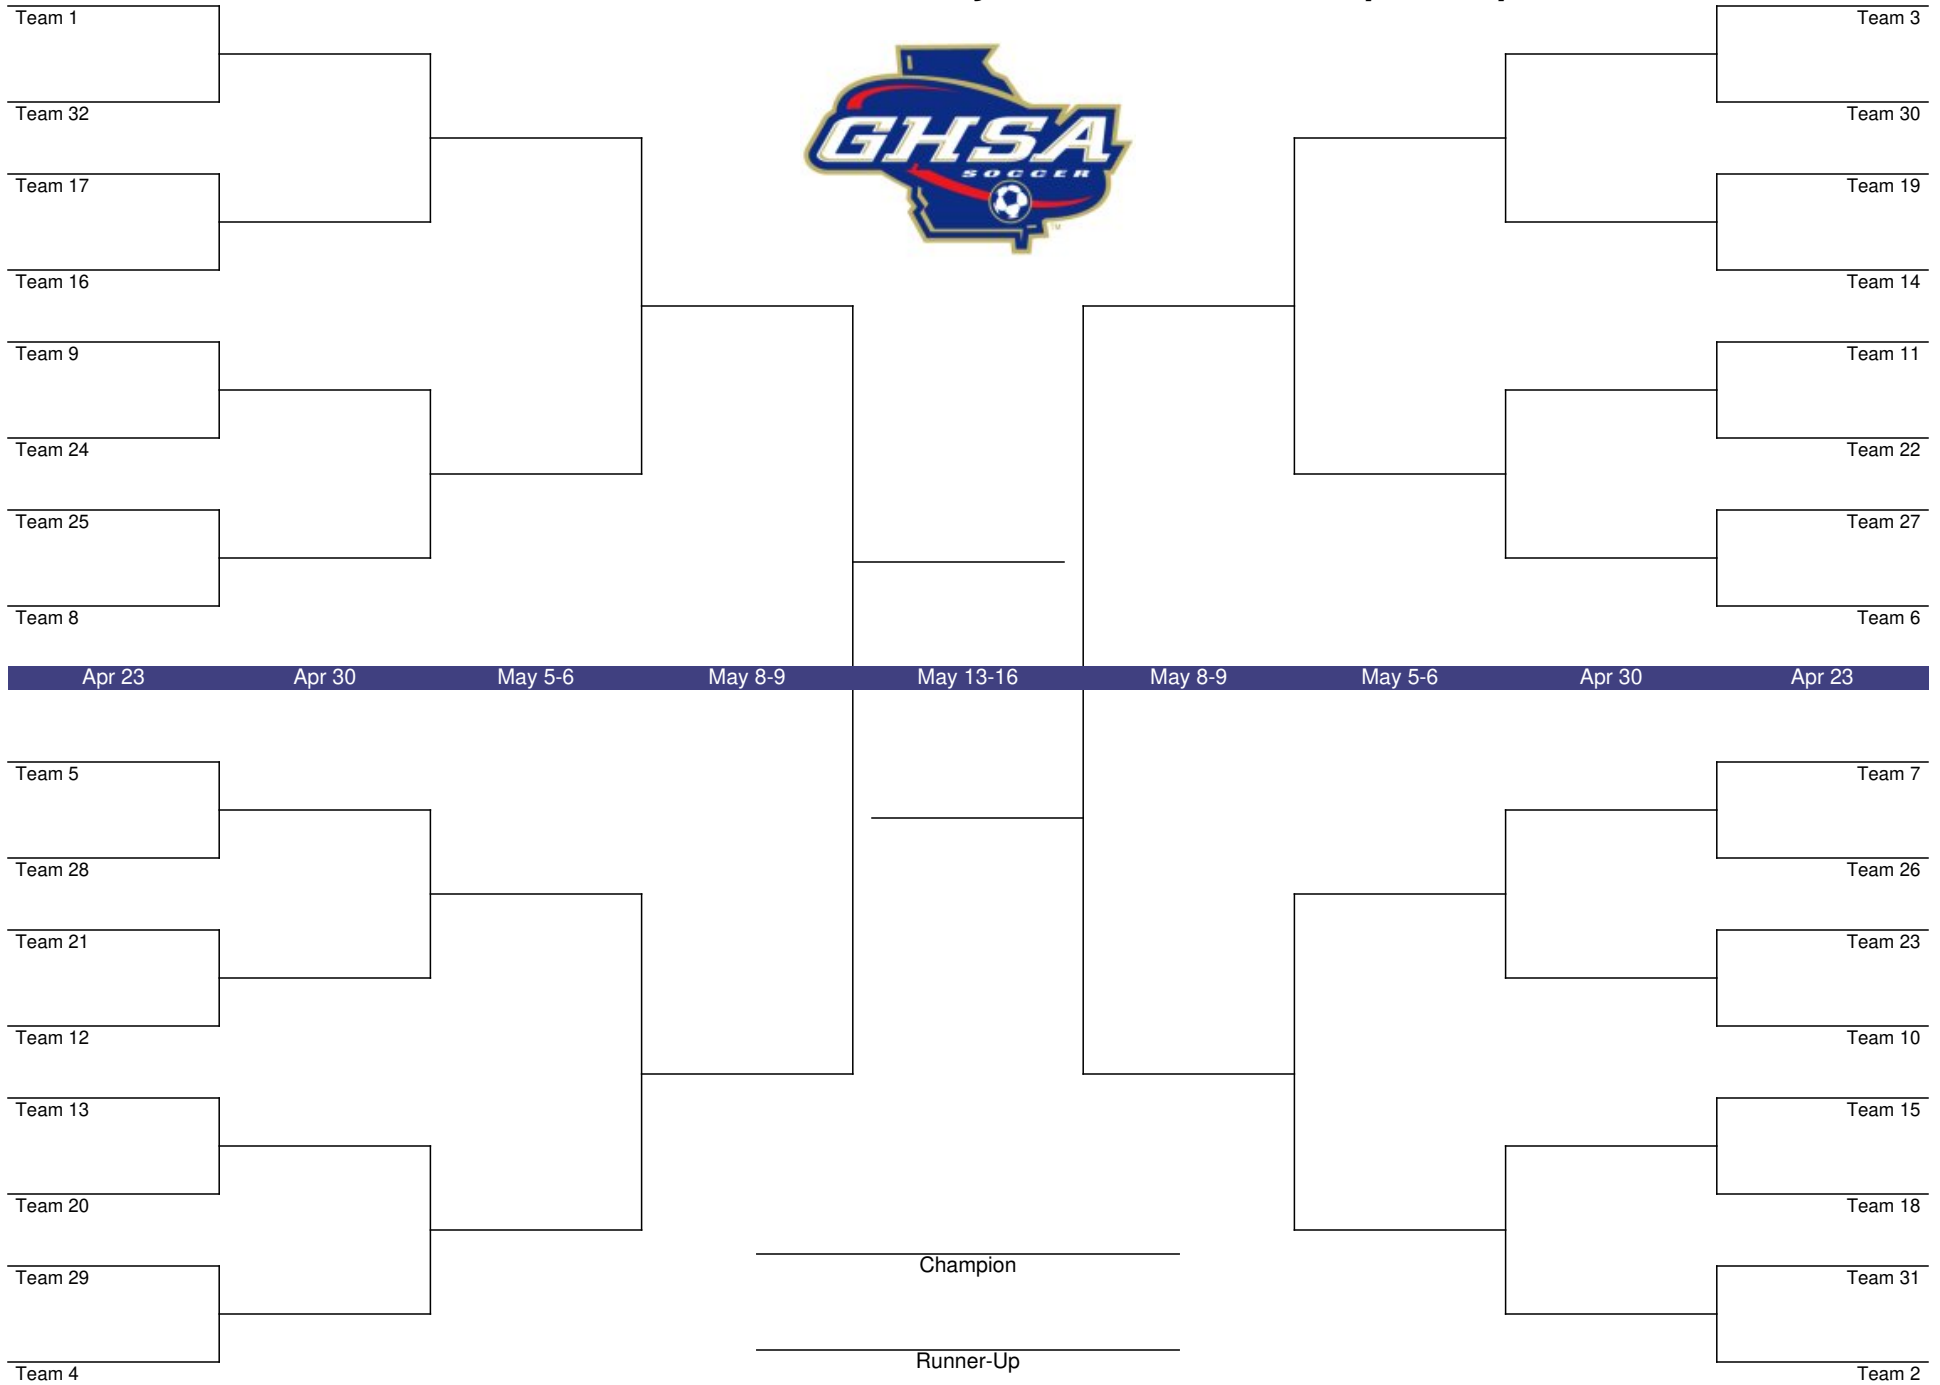 Team 1
Team 3
Team 32
Team 30
GHSA
SOCCER
TM
Team 17
Team 19
Team 16
Team 14
Team 9
Team 11
Team 24
Team 22
Team 25
Team 27
Team 8
Team 6
Apr 23 Apr 30 May 5-6 May 8-9 May 13-16 May 8-9 May 5-6 Apr 30 Apr 23
Team 5
Team 7
Team 28
Team 26
Team 21
Team 23
Team 12
Team 10
Team 13
Team 15
Team 20
Team 18
Champion
Team 29
Team 31
Runner-Up
Team 4
Team 2